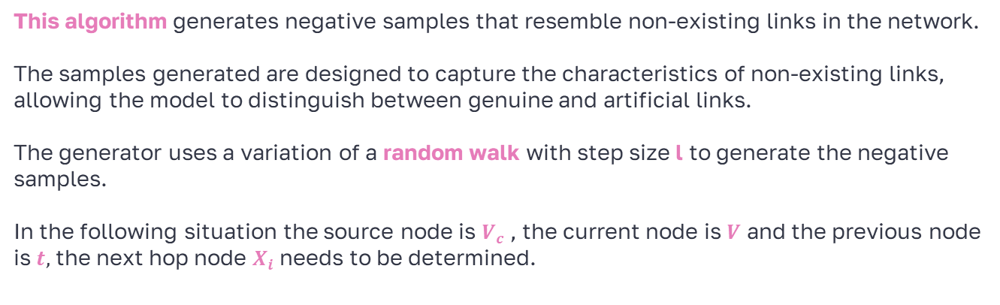 This algorithm generates negative samples that resemble non-existing links in the network.
The samples generated are designed to capture the characteristics of non-existing links,
allowing the model to distinguish between genuine and artificial links.
The generator uses a variation of a random walk with step size l to generate the negative
samples.
In the following situation the source node is V_c , the current node is V and the previous node
is t, the next hop node X_i needs to be determined.